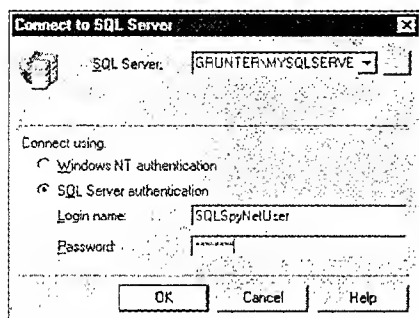 Connect to SQL Server
SQL Server: GRUNTER\MYSQLSERVE ...
Connect using:
Windows NT authentication
SQL Server authentication
Login name: SQLSpyNetUser
Password:
OK Cancel Help